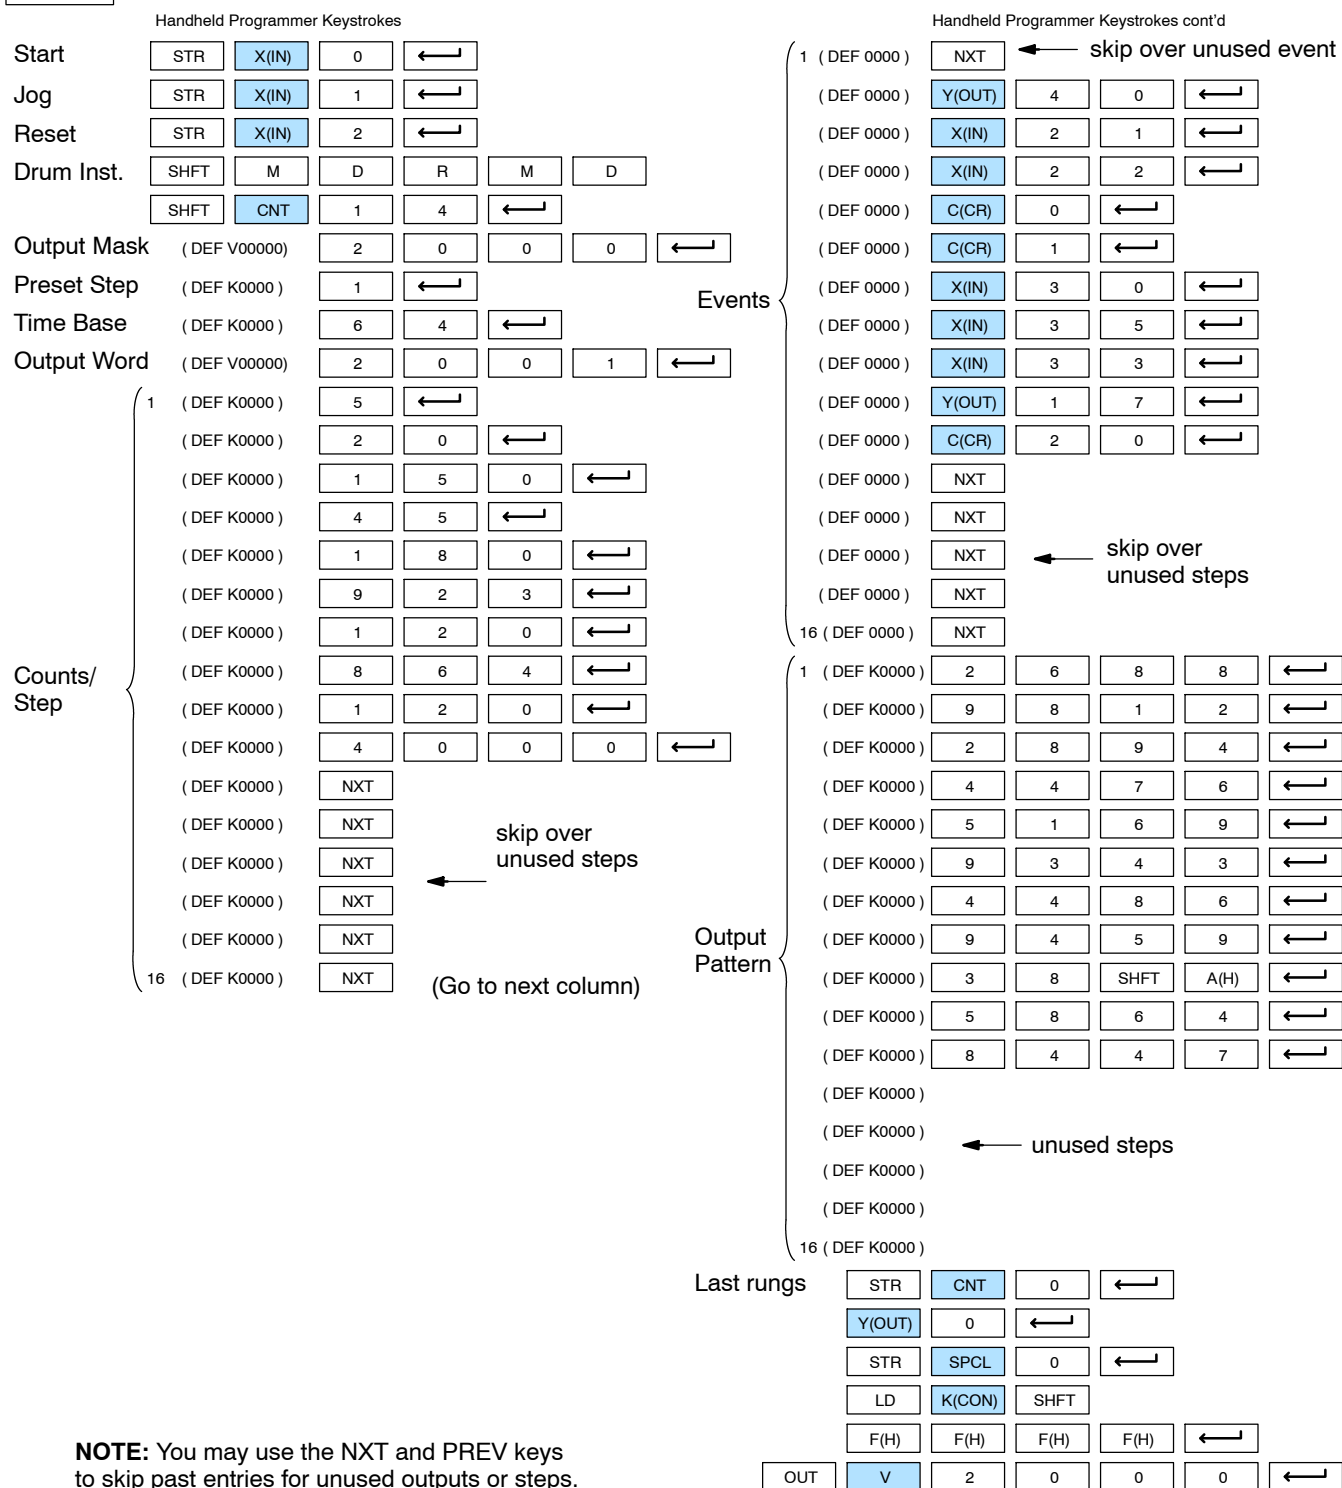 Handheld Programmer Keystrokes
Start STR X(IN) 0
Jog STR X(IN) 1
Reset STR X(IN) 2
Drum Inst. SHFT M D R M D
SHFT CNT 1 4
Output Mask ( DEF V00000) 2 0 0 0
Preset Step ( DEF K0000 ) 1
Time Base ( DEF K0000 ) 6 4
Output Word ( DEF V00000) 2 0 0 1
Counts/
Step
1 ( DEF K0000 ) 5
( DEF K0000 ) 2 0
( DEF K0000 ) 1 5 0
( DEF K0000 ) 4 5
( DEF K0000 ) 1 8 0
( DEF K0000 ) 9 2 3
( DEF K0000 ) 1 2 0
( DEF K0000 ) 8 6 4
( DEF K0000 ) 1 2 0
( DEF K0000 ) 4 0 0 0
( DEF K0000 ) NXT
( DEF K0000 ) NXT
( DEF K0000 ) NXT
( DEF K0000 ) NXT
( DEF K0000 ) NXT
16 ( DEF K0000 ) NXT
skip over
unused steps
(Go to next column)
Handheld Programmer Keystrokes cont'd
Events
1 ( DEF 0000 ) NXT skip over unused event
( DEF 0000 ) Y(OUT) 4 0
( DEF 0000 ) X(IN) 2 1
( DEF 0000 ) X(IN) 2 2
( DEF 0000 ) C(CR) 0
( DEF 0000 ) C(CR) 1
( DEF 0000 ) X(IN) 3 0
( DEF 0000 ) X(IN) 3 5
( DEF 0000 ) X(IN) 3 3
( DEF 0000 ) Y(OUT) 1 7
( DEF 0000 ) C(CR) 2 0
( DEF 0000 ) NXT
( DEF 0000 ) NXT
( DEF 0000 ) NXT
( DEF 0000 ) NXT
16 ( DEF 0000 ) NXT
skip over
unused steps
Output
Pattern
1 ( DEF K0000 ) 2 6 8 8
( DEF K0000 ) 9 8 1 2
( DEF K0000 ) 2 8 9 4
( DEF K0000 ) 4 4 7 6
( DEF K0000 ) 5 1 6 9
( DEF K0000 ) 9 3 4 3
( DEF K0000 ) 4 4 8 6
( DEF K0000 ) 9 4 5 9
( DEF K0000 ) 3 8 SHFT A(H)
( DEF K0000 ) 5 8 6 4
( DEF K0000 ) 8 4 4 7
( DEF K0000 )
( DEF K0000 )
( DEF K0000 )
( DEF K0000 )
16 ( DEF K0000 )
unused steps
Last rungs STR CNT 0
Y(OUT) 0
STR SPCL 0
LD K(CON) SHFT
F(H) F(H) F(H) F(H)
OUT V 2 0 0 0
NOTE: You may use the NXT and PREV keys
to skip past entries for unused outputs or steps.